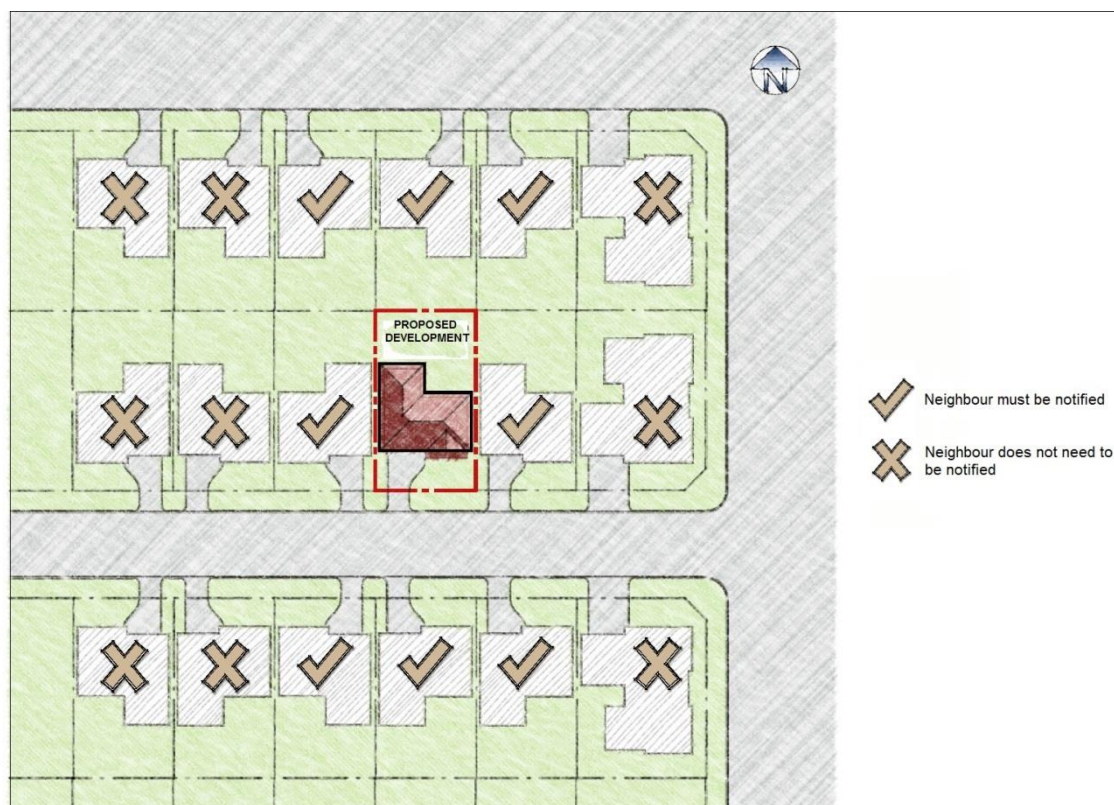 N
PROPOSED
DEVELOPMENT
Neighbour must be notified
Neighbour does not need to
be notified